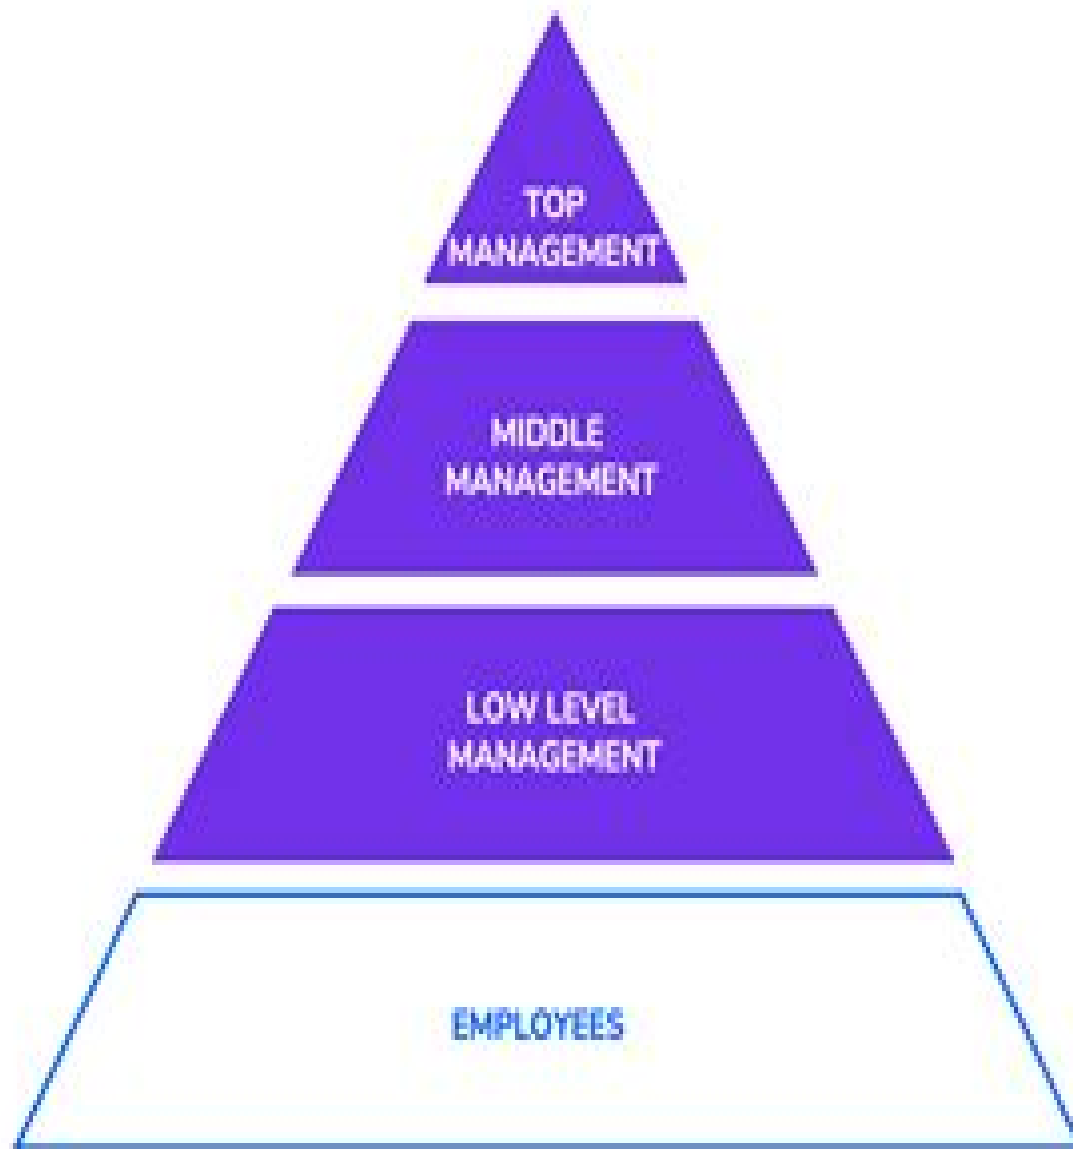 TOP
MANAGEMENT
MIDDLE
MANAGEMENT
LOW LEVEL
MANAGEMENT
EMPLOYEES